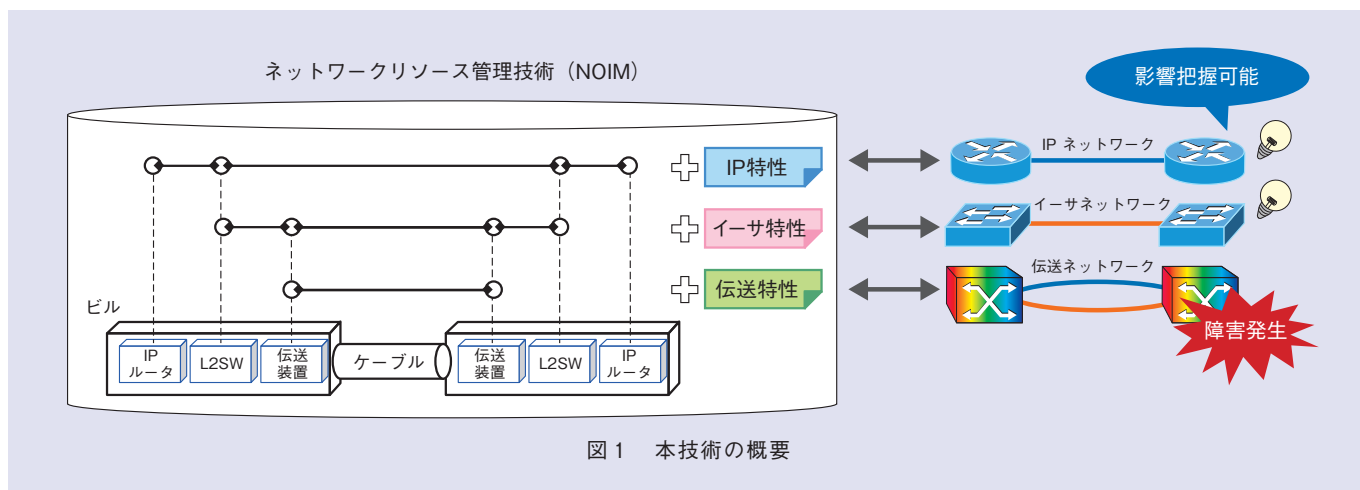 ネットワークリソース管理技術（NOIM）
影響把握可能
IP ネットワーク
IP特性
イーサネットワーク
イーサ特性
伝送ネットワーク
伝送特性
障害発生
ビル
IP
ルータ
L2SW
伝送
装置
ケーブル
伝送
装置
L2SW
IP
ルータ
図1　本技術の概要